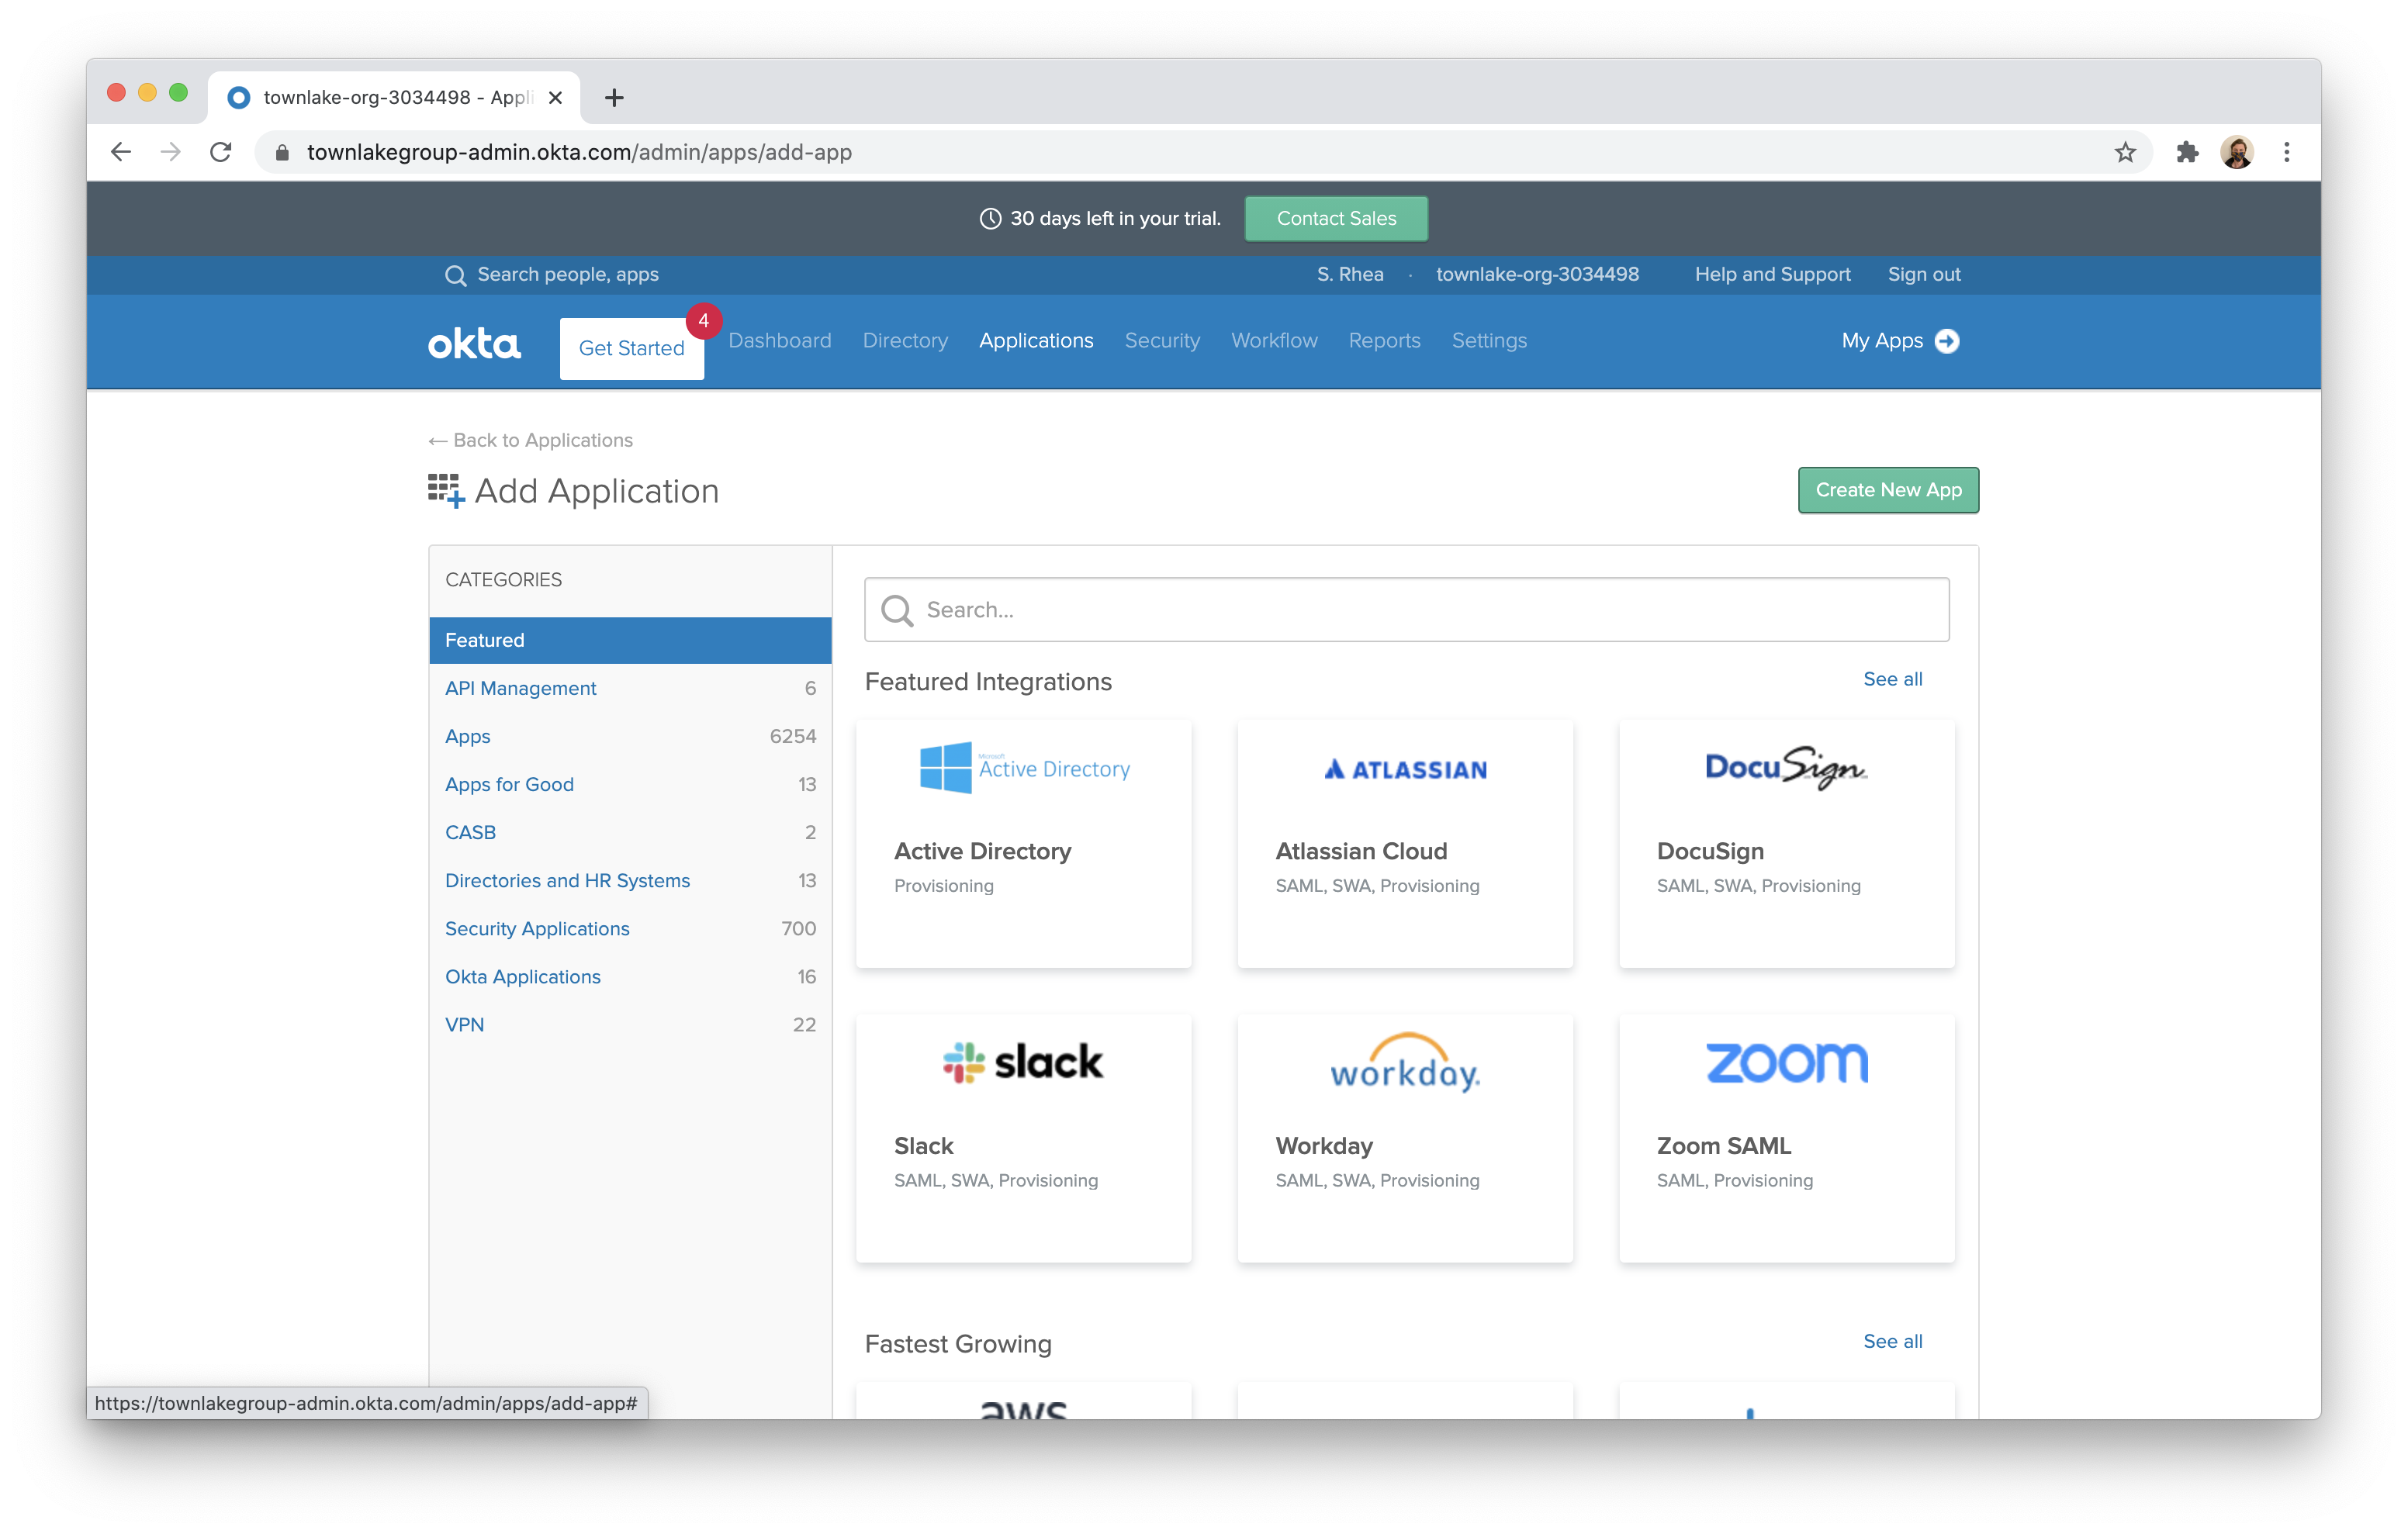 townlake-org-3034498 - Appli
townlakegroup-admin.okta.com/admin/apps/add-app
30 days left in your trial.
Contact Sales
Search people, apps
S. Rhea · townlake-org-3034498
Help and Support
Sign out
okta
Get Started
4
Dashboard
Directory
Applications
Security
Workflow
Reports
Settings
My Apps
← Back to Applications
Add Application
Create New App
CATEGORIES
Featured
API Management 6
Apps 6254
Apps for Good 13
CASB 2
Directories and HR Systems 13
Security Applications 700
Okta Applications 16
VPN 22
Search...
Featured Integrations
See all
Microsoft
Active Directory
Active Directory
Provisioning
ATLASSIAN
Atlassian Cloud
SAML, SWA, Provisioning
DocuSign
DocuSign
SAML, SWA, Provisioning
slack
Slack
SAML, SWA, Provisioning
workday.
Workday
SAML, SWA, Provisioning
zoom
Zoom SAML
SAML, Provisioning
Fastest Growing
See all
aws
https://townlakegroup-admin.okta.com/admin/apps/add-app#